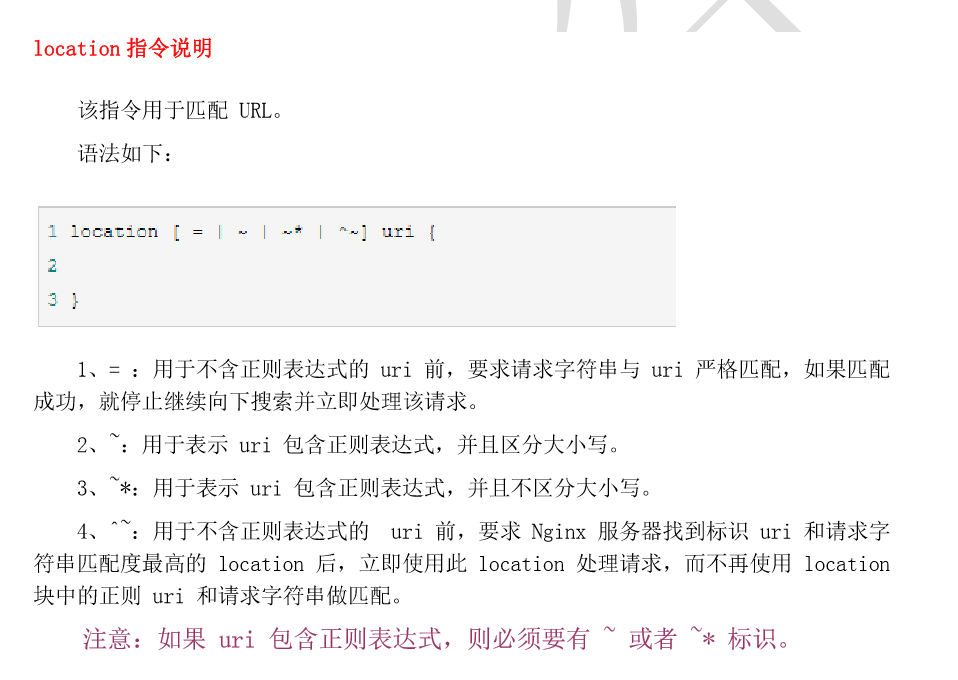 location 指令说明
该指令用于匹配 URL。
语法如下：
1 location [ = | ~ | ~* | ^~] uri {
2
3 }
1、= ：用于不含正则表达式的 uri 前，要求请求字符串与 uri 严格匹配，如果匹配
成功，就停止继续向下搜索并立即处理该请求。
2、~：用于表示 uri 包含正则表达式，并且区分大小写。
3、~*：用于表示 uri 包含正则表达式，并且不区分大小写。
4、^~：用于不含正则表达式的 uri 前，要求 Nginx 服务器找到标识 uri 和请求字
符串匹配度最高的 location 后，立即使用此 location 处理请求，而不再使用 location
块中的正则 uri 和请求字符串做匹配。
注意：如果 uri 包含正则表达式，则必须要有 ~ 或者 ~* 标识。